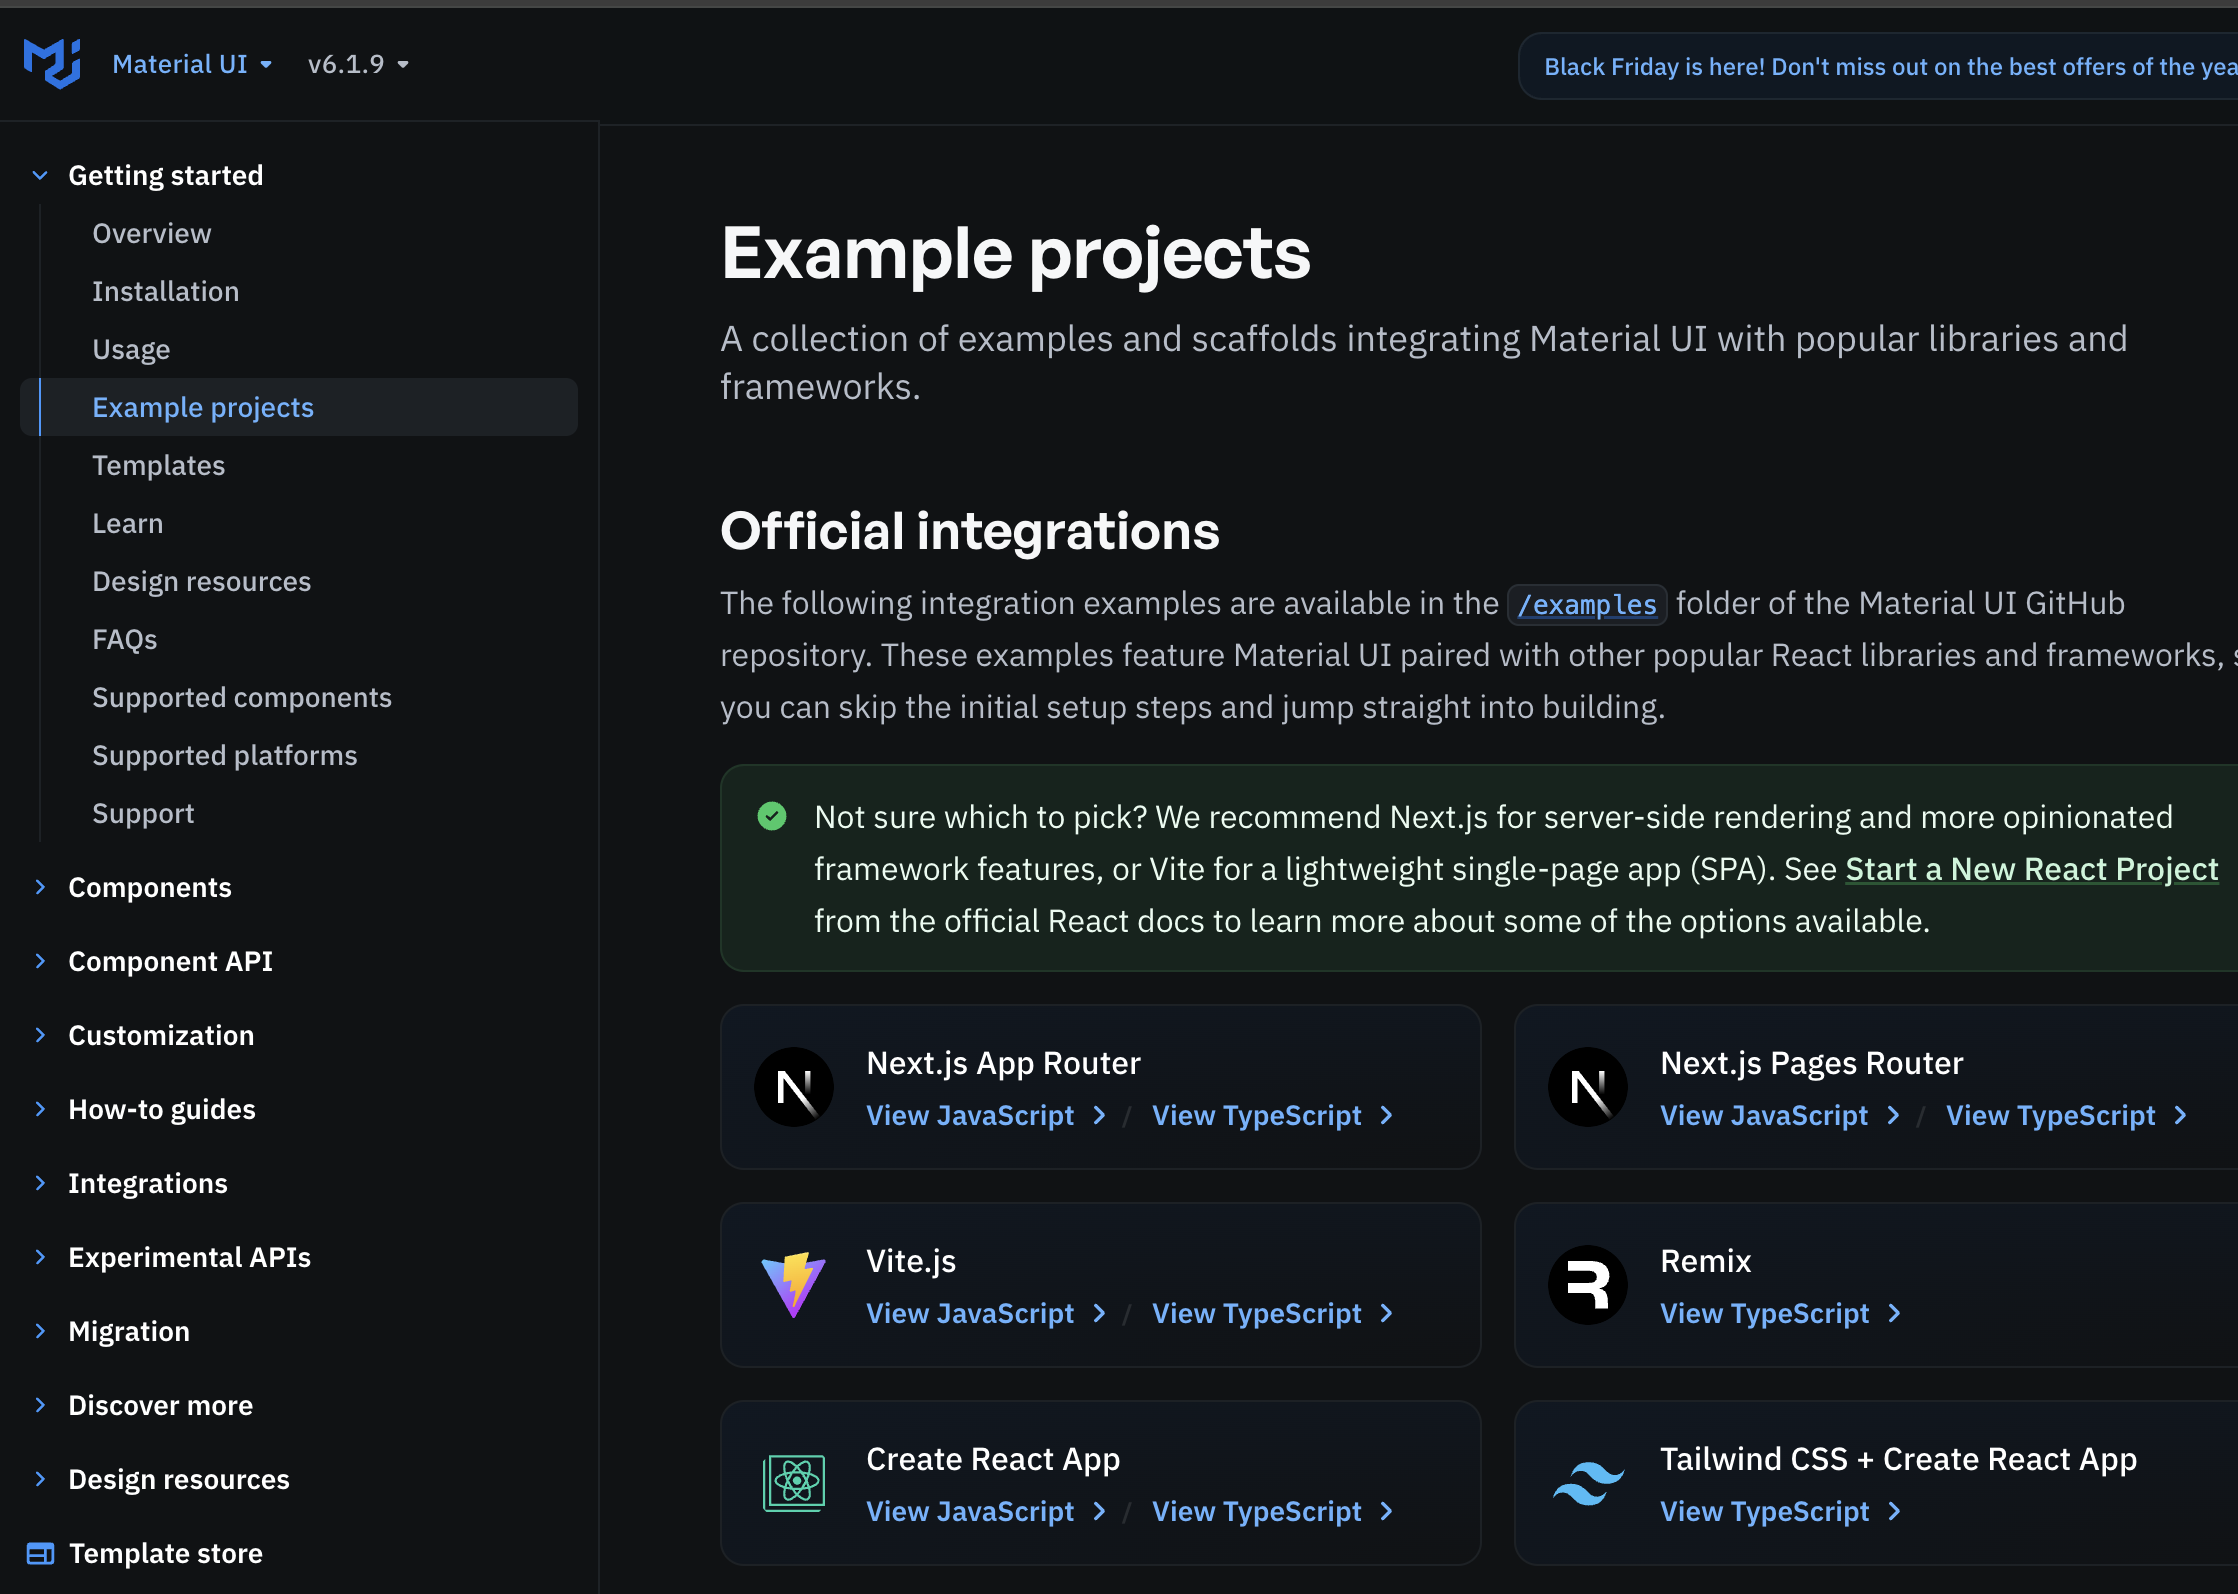 Material UI v6.1.9
Black Friday is here! Don't miss out on the best offers of the yea
Getting started
Overview
Installation
Usage
Example projects
Templates
Learn
Design resources
FAQs
Supported components
Supported platforms
Support
Components
Component API
Customization
How-to guides
Integrations
Experimental APIs
Migration
Discover more
Design resources
Template store
Example projects
A collection of examples and scaffolds integrating Material UI with popular libraries and
frameworks.
Official integrations
The following integration examples are available in the /examples folder of the Material UI GitHub
repository. These examples feature Material UI paired with other popular React libraries and frameworks,
you can skip the initial setup steps and jump straight into building.
Not sure which to pick? We recommend Next.js for server-side rendering and more opinionated
framework features, or Vite for a lightweight single-page app (SPA). See Start a New React Project
from the official React docs to learn more about some of the options available.
Next.js App Router
View JavaScript / View TypeScript
Next.js Pages Router
View JavaScript / View TypeScript
Vite.js
View JavaScript / View TypeScript
Remix
View TypeScript
Create React App
View JavaScript / View TypeScript
Tailwind CSS + Create React App
View TypeScript